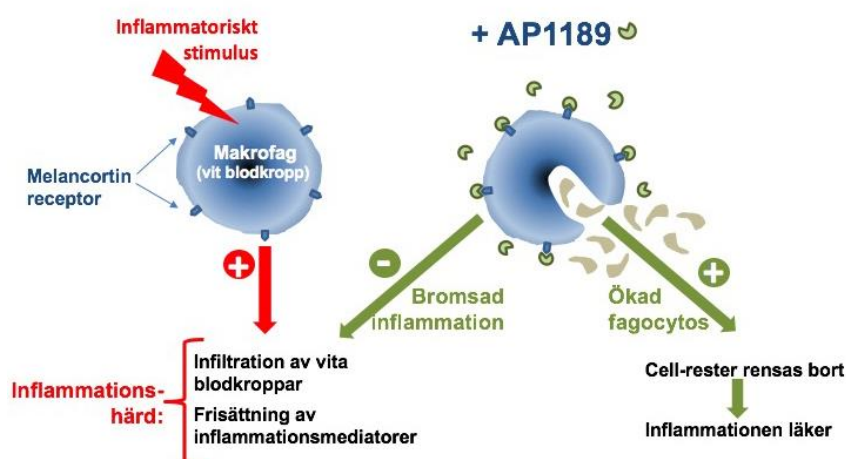 Inflammatoriskt
stimulus
+ AP1189
Makrofag
(vit blodkropp)
Melancortin
receptor
+
-
+
Bromsad
inflammation
Ökad
fagocytos
Inflammations-
härd:
Infiltration av vita
blodkroppar
Frisättning av
inflammationsmediatorer
Cell-rester rensas bort
Inflammationen läker